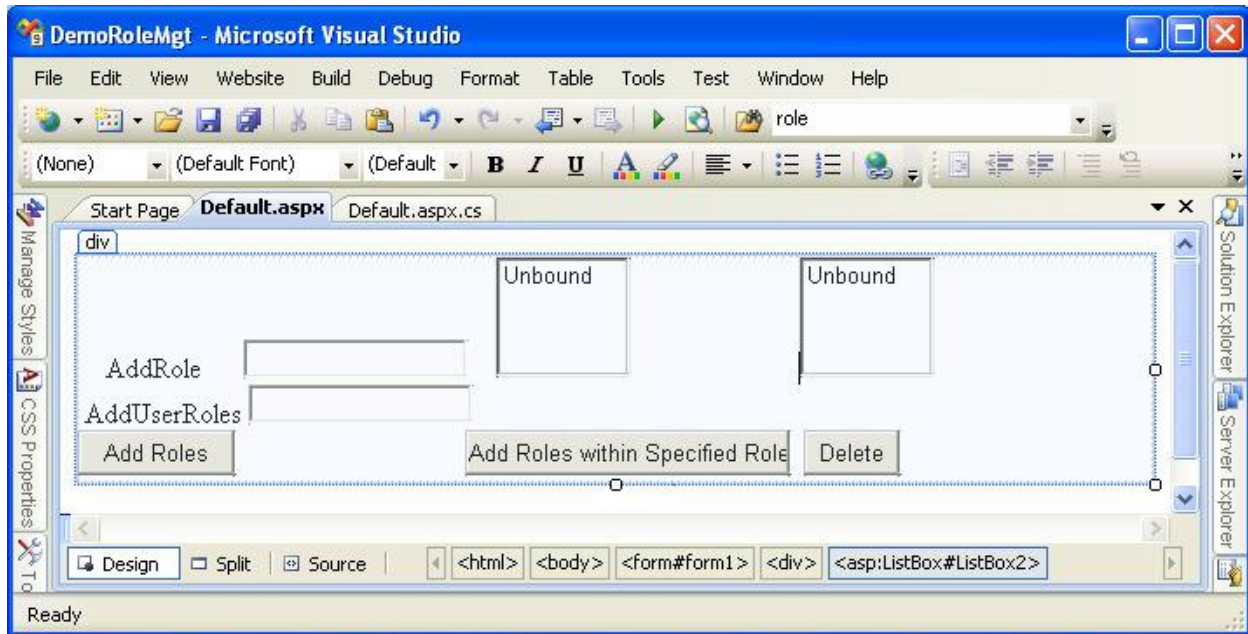 DemoRoleMgt - Microsoft Visual Studio
File Edit View Website Build Debug Format Table Tools Test Window Help
role
(None) (Default Font) (Default B I U A
Start Page Default.aspx Default.aspx.cs
Manage Styles
CSS Properties
To
div
Unbound Unbound
AddRole
AddUserRoles
Add Roles Add Roles within Specified Role Delete
Design Split Source <html> <body> <form#form1> <div> <asp:ListBox#ListBox2>
Solution Explorer
Server Explorer
Ready